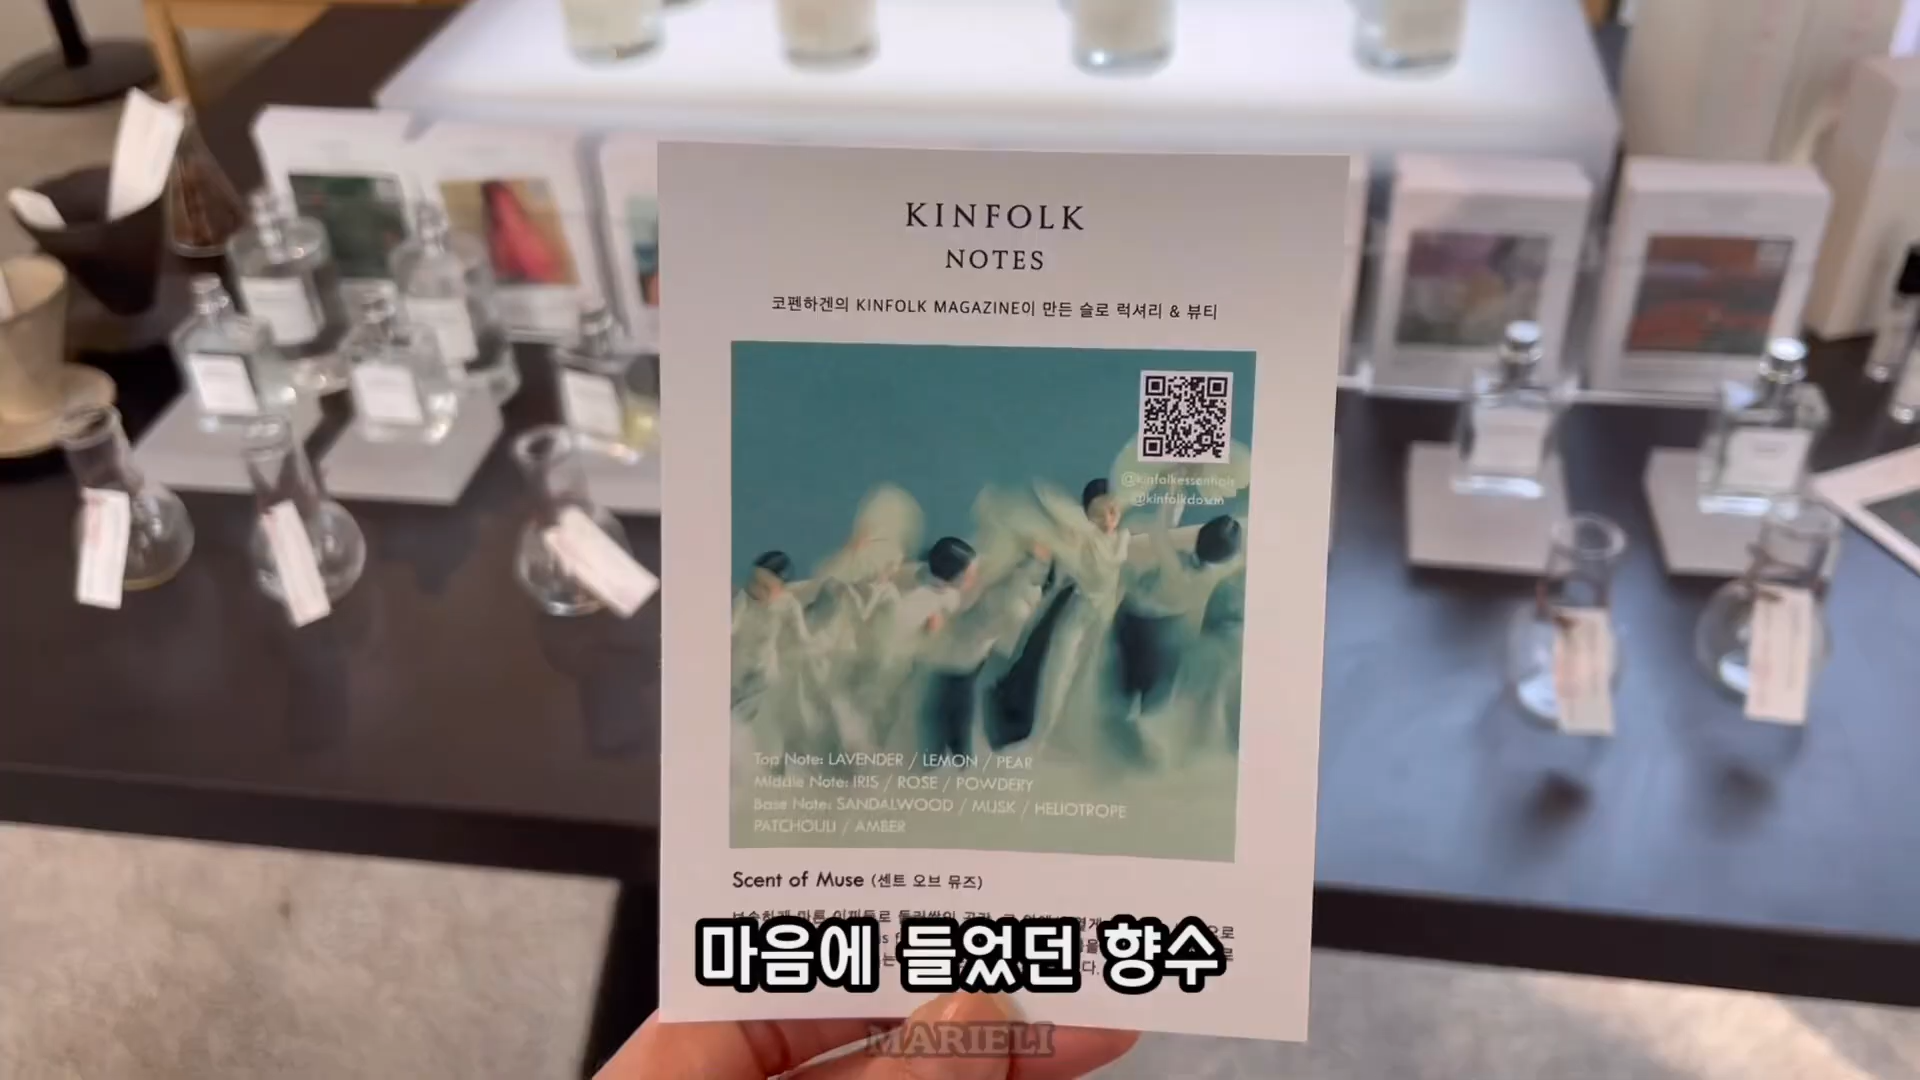 KINFOLK
NOTES
코펜하겐의 KINFOLK MAGAZINE이 만든 슬로 럭셔리 & 뷰티
@kinfolkessentials
@kinfolkdosan
Top Note: LAVENDER / LEMON / PEAR
Middle Note: IRIS / ROSE / POWDERY
Base Note: SANDALWOOD / MUSK / HELIOTROPE
PATCHOULI / AMBER
Scent of Muse (센트 오브 뮤즈)
마음에 들었던 향수
MARIELI